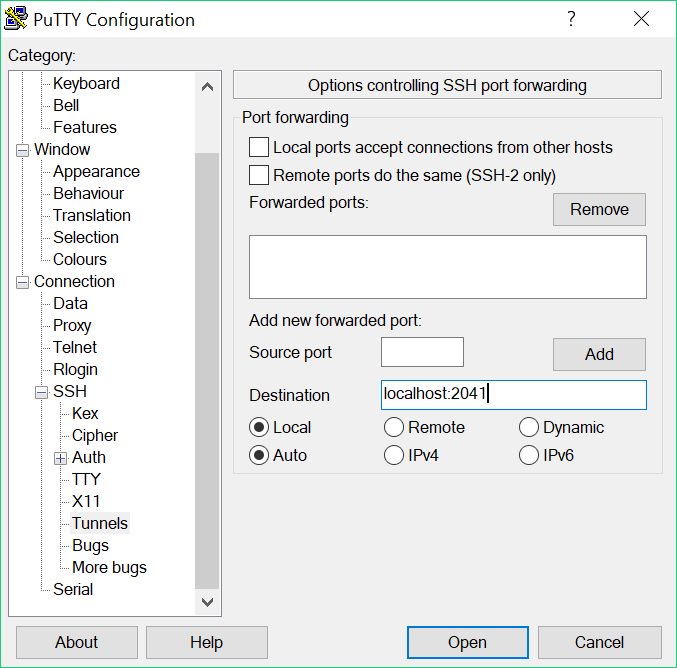 PuTTY Configuration
?
Category:
Keyboard
Bell
Features
Window
Appearance
Behaviour
Translation
Selection
Colours
Connection
Data
Proxy
Telnet
Rlogin
SSH
Kex
Cipher
Auth
TTY
X11
Tunnels
Bugs
More bugs
Serial
Options controlling SSH port forwarding
Port forwarding
Local ports accept connections from other hosts
Remote ports do the same (SSH-2 only)
Forwarded ports:
Remove
Add new forwarded port:
Source port
Add
Destination
localhost:2041
Local
Remote
Dynamic
Auto
IPv4
IPv6
About
Help
Open
Cancel